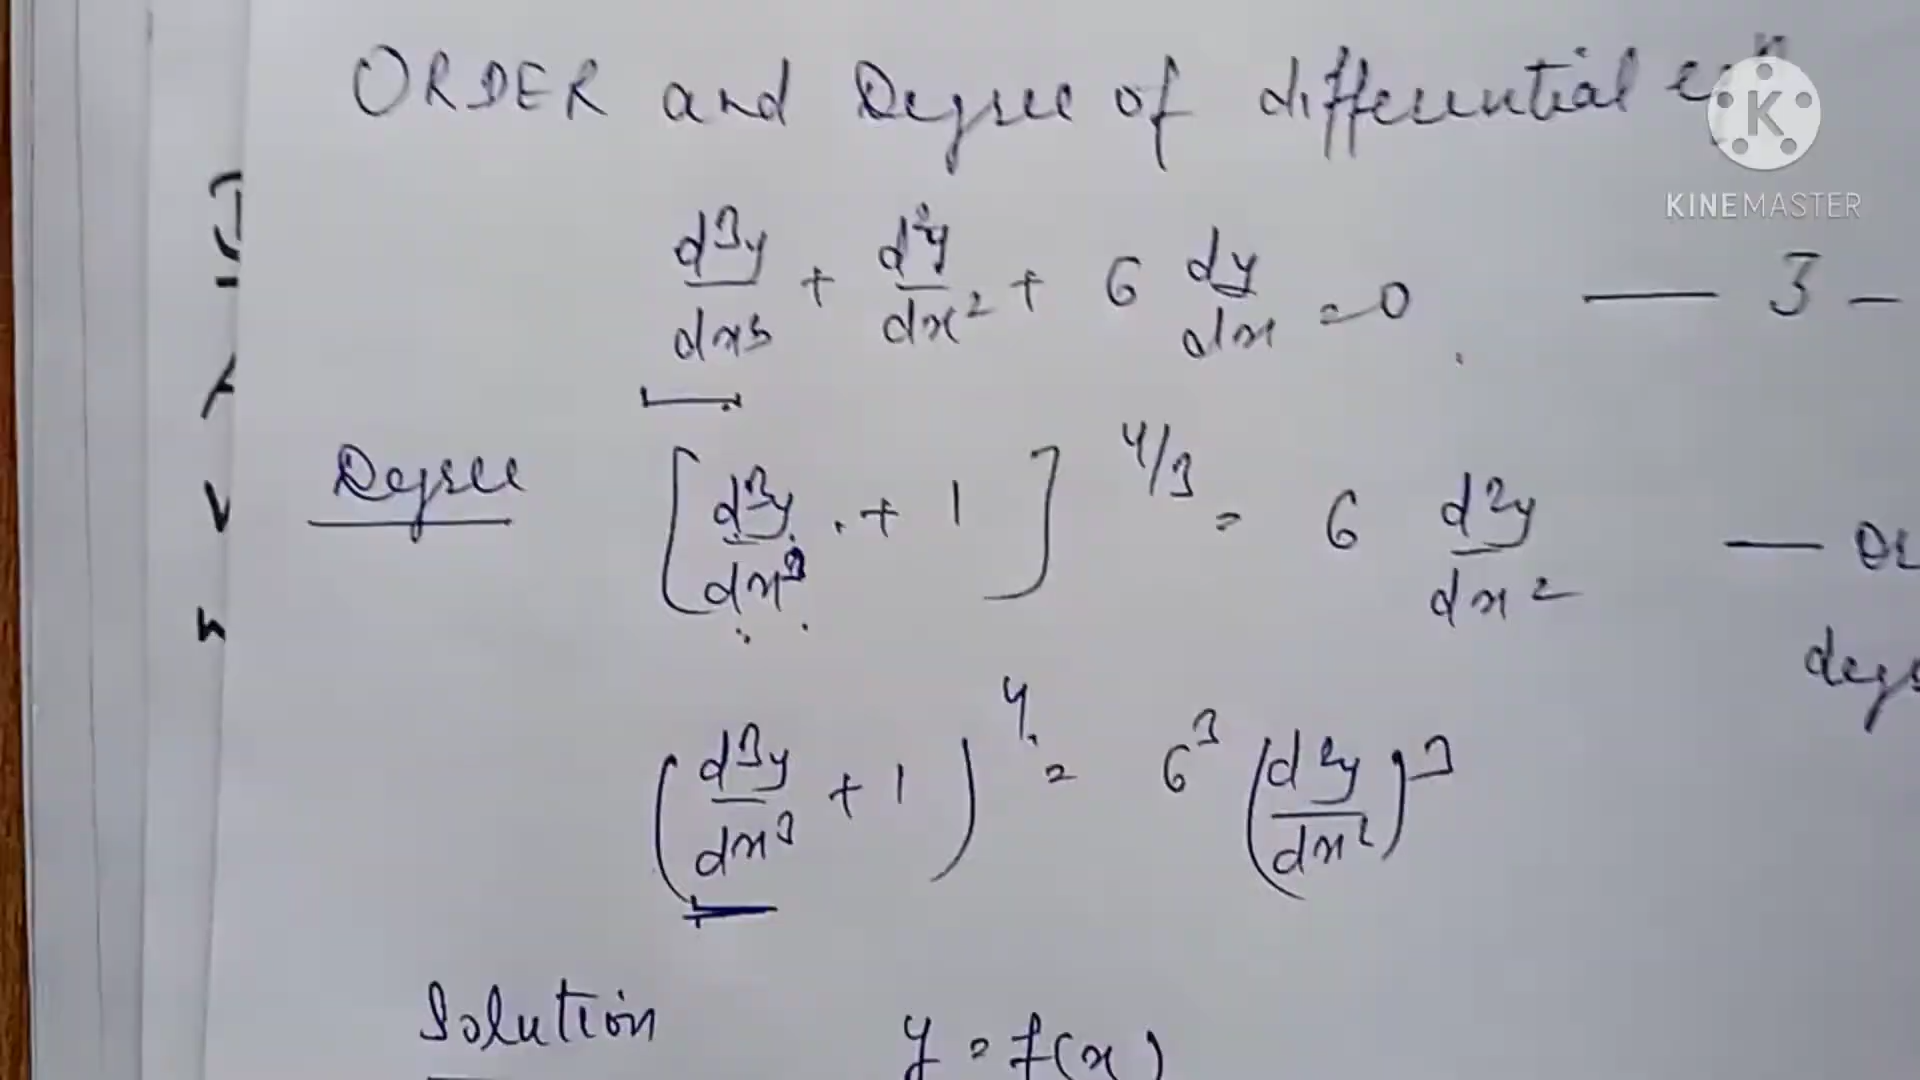 ORDER and Degree of differential eqn
K
KINEMASTER
d³y/dx³ + d²y/dx² + 6 dy/dx = 0 — 3 -
Degree [d³y/dx³ + 1]^4/3 = 6 d²y/dx² —
(d³y/dx³ + 1)^4 = 6³ (d²y/dx²)³
Solution y = f(x)